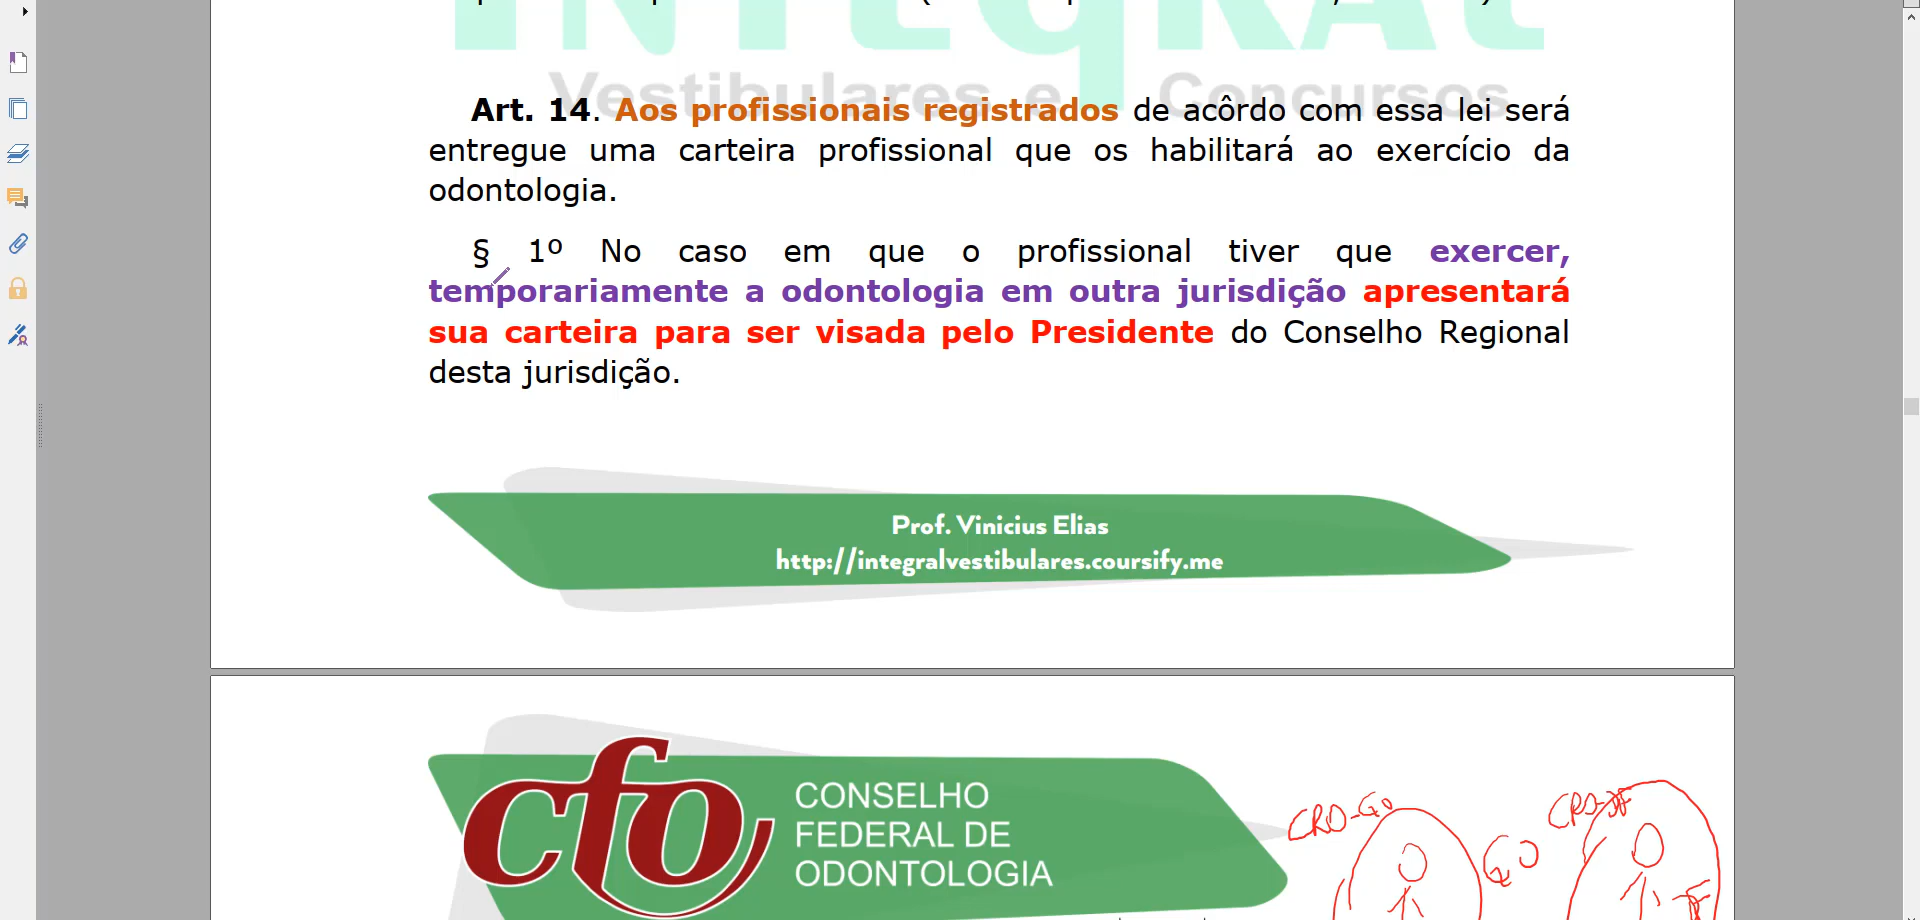 INTEGRAL
Vestibulares e Concursos
Art. 14. Aos profissionais registrados de acôrdo com essa lei será
entregue uma carteira profissional que os habilitará ao exercício da
odontologia.
§ 1º No caso em que o profissional tiver que exercer,
temporariamente a odontologia em outra jurisdição apresentará
sua carteira para ser visada pelo Presidente do Conselho Regional
desta jurisdição.
Prof. Vinicius Elias
http://integralvestibulares.coursify.me
cfo
CONSELHO
FEDERAL DE
ODONTOLOGIA
CRO-GO
GO
CRO-DF